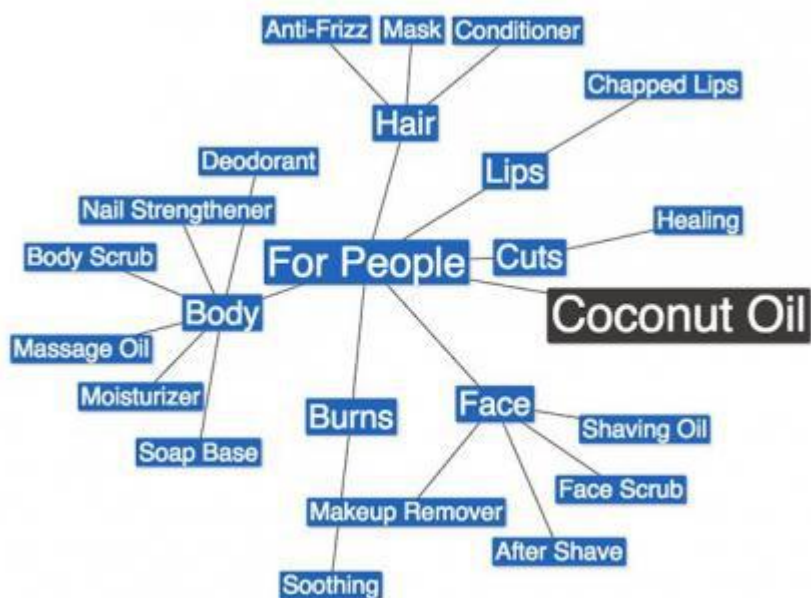 Anti-Frizz
Mask
Conditioner
Chapped Lips
Hair
Deodorant
Lips
Nail Strengthener
Healing
Body Scrub
For People
Cuts
Body
Coconut Oil
Massage Oil
Moisturizer
Burns
Face
Shaving Oil
Soap Base
Face Scrub
Makeup Remover
After Shave
Soothing